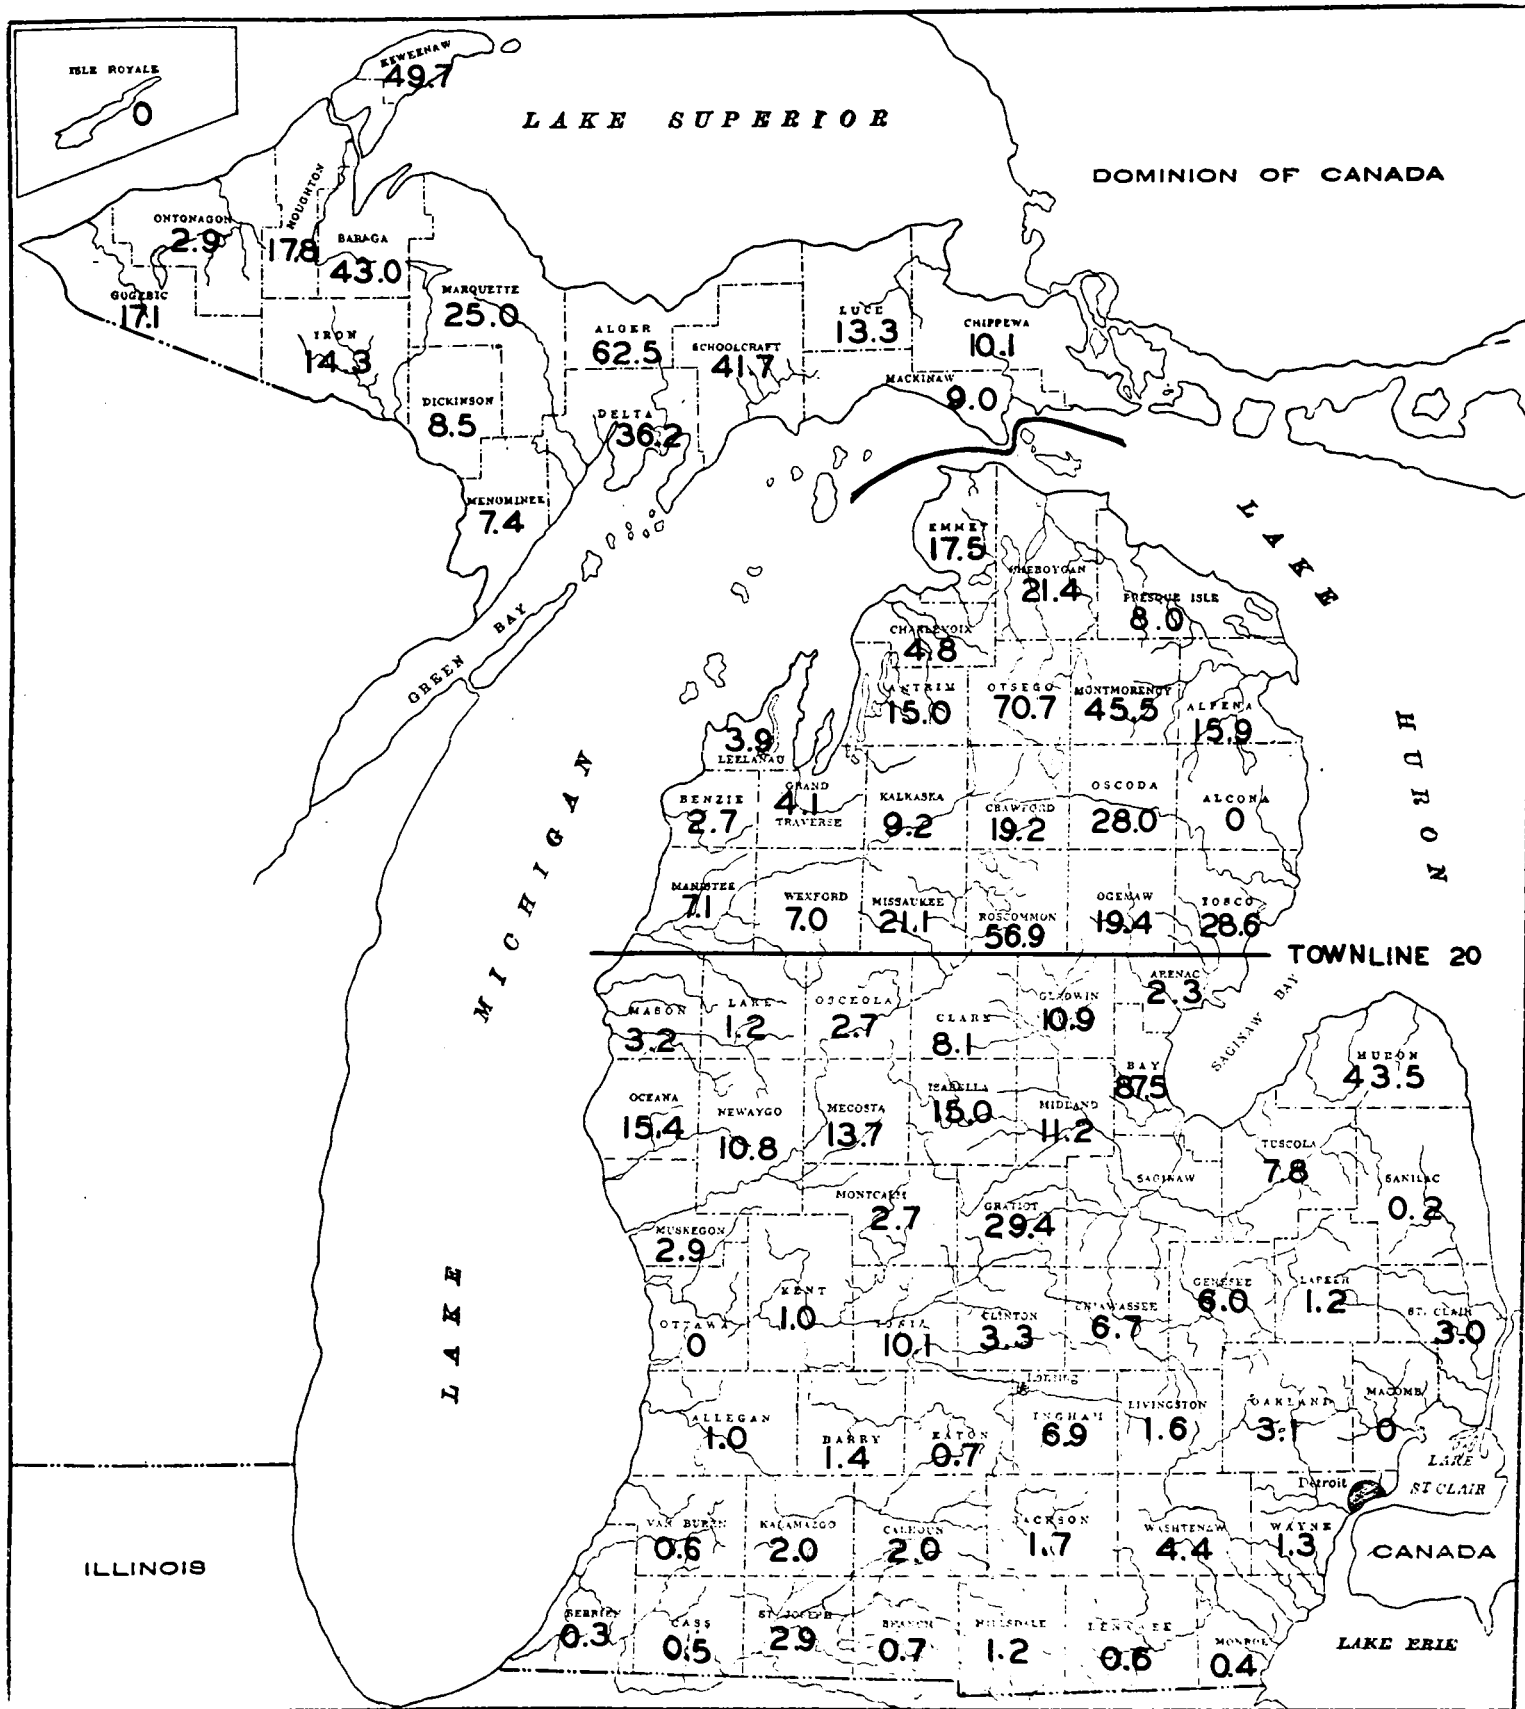 ISLE ROYALE
0
KEWEENAW
49.7
LAKE SUPERIOR
DOMINION OF CANADA
ONTONAGON
2.9
HOUGHTON
17.8
BARAGA
43.0
GOGEBIC
17.1
MARQUETTE
25.0
IRON
14.3
ALGER
62.5
SCHOOLCRAFT
41.7
LUCE
13.3
CHIPPEWA
10.1
MACKINAW
9.0
DICKINSON
8.5
DELTA
36.2
MENOMINEE
7.4
EMMET
17.5
CHEBOYGAN
21.4
PRESQUE ISLE
8.0
LAKE HURON
CHARLEVOIX
4.8
GREEN BAY
ANTRIM
15.0
OTSEGO
70.7
MONTMORENCY
45.5
ALPENA
15.9
3.9
LEELANAU
BENZIE
2.7
GRAND
4.1
TRAVERSE
KALKASKA
9.2
CRAWFORD
19.2
OSCODA
28.0
ALCONA
0
MANISTEE
7.1
WEXFORD
7.0
MISSAUKEE
21.1
ROSCOMMON
56.9
OGEMAW
19.4
IOSCO
28.6
TOWNLINE 20
LAKE MICHIGAN
MASON
3.2
LAKE
1.2
OSCEOLA
2.7
CLARE
8.1
GLADWIN
10.9
ARENAC
2.3
SAGINAW BAY
HURON
43.5
OCEANA
15.4
NEWAYGO
10.8
MECOSTA
13.7
ISABELLA
15.0
MIDLAND
11.2
BAY
87.5
TUSCOLA
7.8
SANILAC
0.2
MUSKEGON
2.9
MONTCALM
2.7
GRATIOT
29.4
SAGINAW
OTTAWA
0
KENT
1.0
IONIA
10.1
CLINTON
3.3
SHIAWASSEE
6.7
GENESEE
6.0
LAPEER
1.2
ST. CLAIR
3.0
ALLEGAN
1.0
BARRY
1.4
EATON
0.7
Lansing
INGHAM
6.9
LIVINGSTON
1.6
OAKLAND
3.1
MACOMB
0
LAKE
ST CLAIR
Detroit
VAN BUREN
0.6
KALAMAZOO
2.0
CALHOUN
2.0
JACKSON
1.7
WASHTENAW
4.4
WAYNE
1.3
CANADA
ILLINOIS
BERRIEN
0.3
CASS
0.5
ST. JOSEPH
2.9
BRANCH
0.7
HILLSDALE
1.2
LENAWEE
0.6
MONROE
0.4
LAKE ERIE